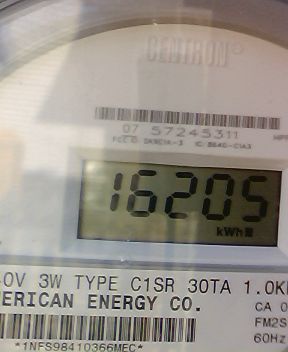 CENTRON®
07 57245311
16205
kWh
0V 3W TYPE C1SR 30TA 1.0K
ERICAN ENERGY CO.
CA 0
FM2S
60Hz
*1NFS98410366MEC*